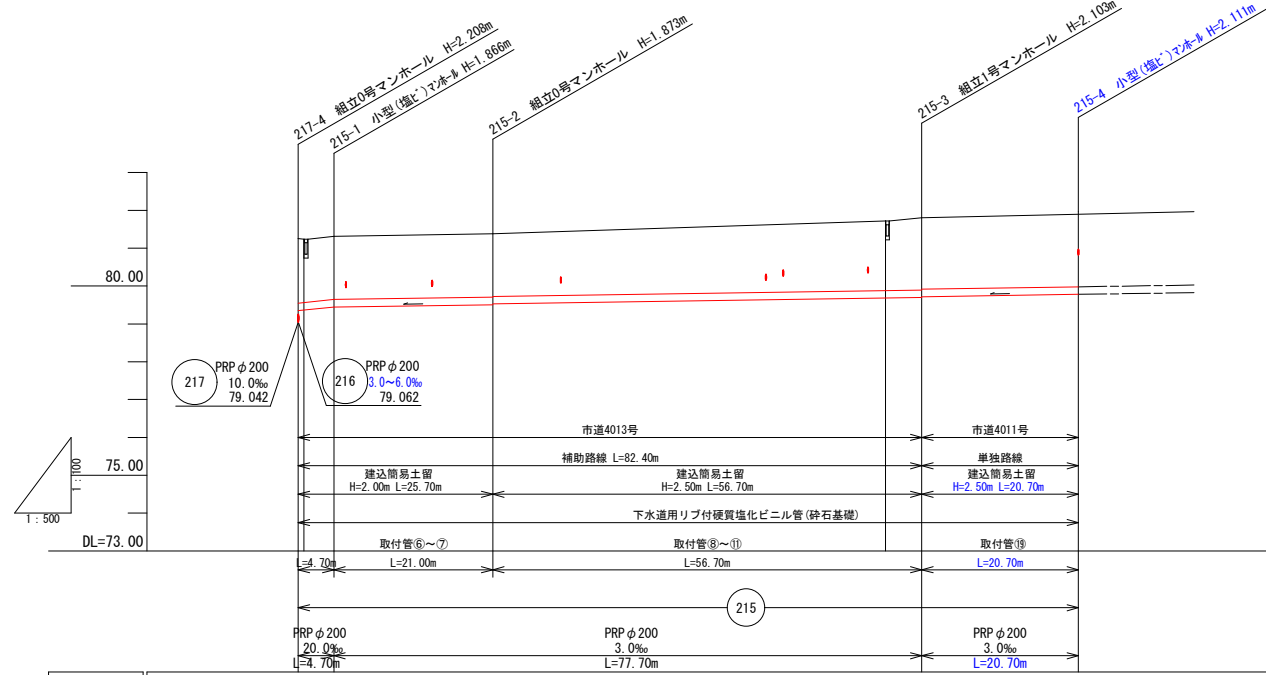 217-4 組立0号マンホール H=2.208m
215-1 小型(塩ビ)マンホール H=1.866m
215-2 組立0号マンホール H=1.873m
215-3 組立1号マンホール H=2.103m
215-4 小型(塩ビ)マンホール H=2.111m
80.00
217
PRPφ200
10.0‰
79.042
216
PRPφ200
3.0~6.0‰
79.062
市道4013号
市道4011号
補助路線 L=82.40m
単独路線
75.00
1:100
1:500
建込簡易土留
H=2.00m L=25.70m
建込簡易土留
H=2.50m L=56.70m
建込簡易土留
H=2.50m L=20.70m
下水道用リブ付硬質塩化ビニル管(砕石基礎)
DL=73.00
取付管⑥~⑦
取付管⑧~⑪
取付管⑲
L=4.70m
L=21.00m
L=56.70m
L=20.70m
215
PRPφ200
20.0‰
L=4.70m
PRPφ200
3.0‰
L=77.70m
PRPφ200
3.0‰
L=20.70m